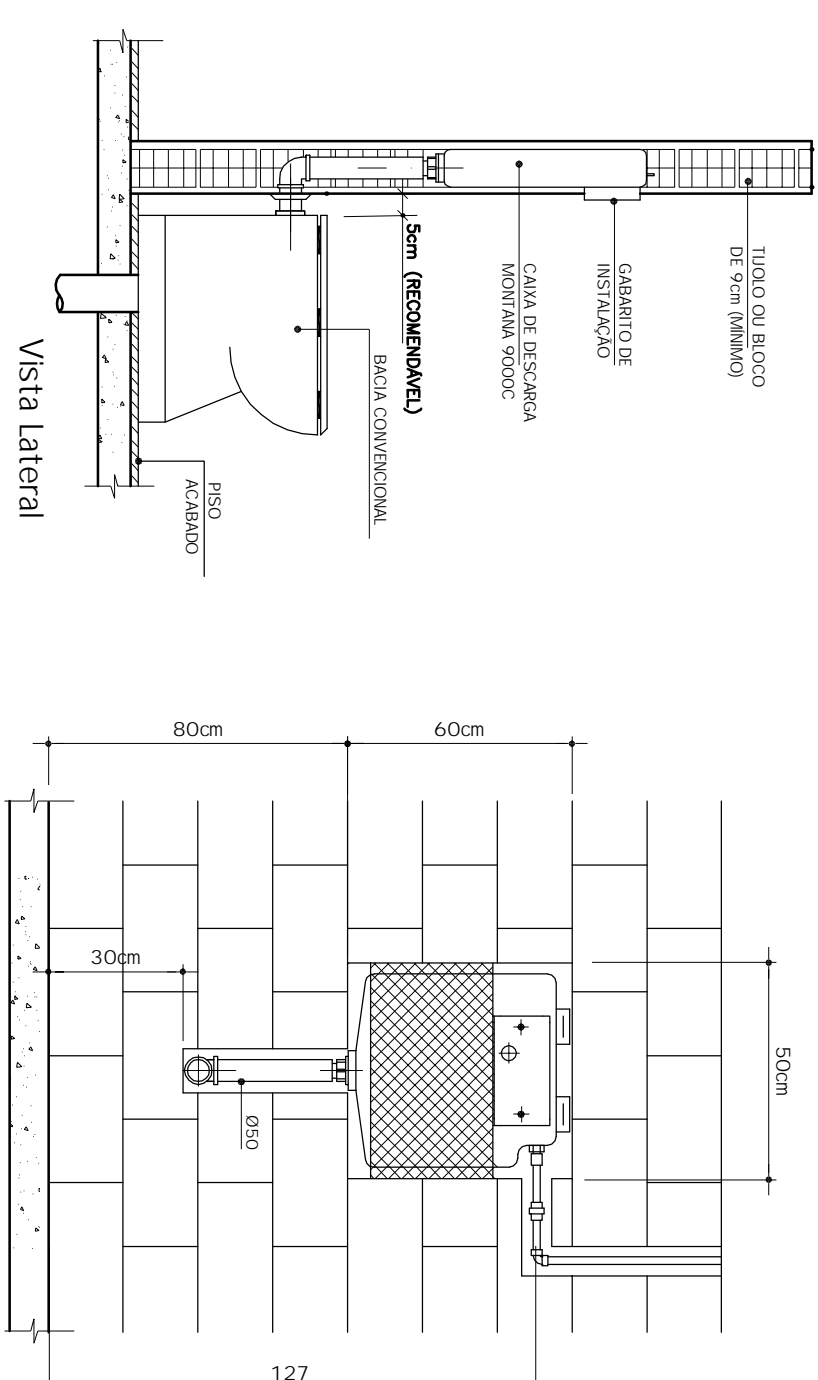 TIJOLO OU BLOCO
DE 9cm (MÍNIMO)
GABARITO DE
INSTALAÇÃO
CAIXA DE DESCARGA
MONTANA 9000C
5cm (RECOMENDÁVEL)
BACIA CONVENCIONAL
PISO
ACABADO
Vista Lateral
80cm
60cm
30cm
50cm
Ø50
127